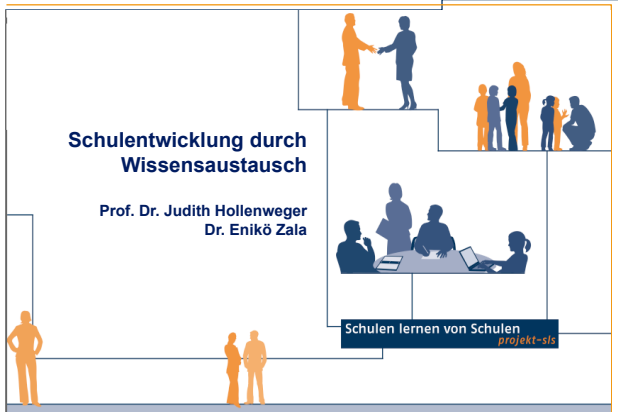 Schulentwicklung durch
Wissensaustausch
Prof. Dr. Judith Hollenweger
Dr. Enikö Zala
Schulen lernen von Schulen
projekt-sls